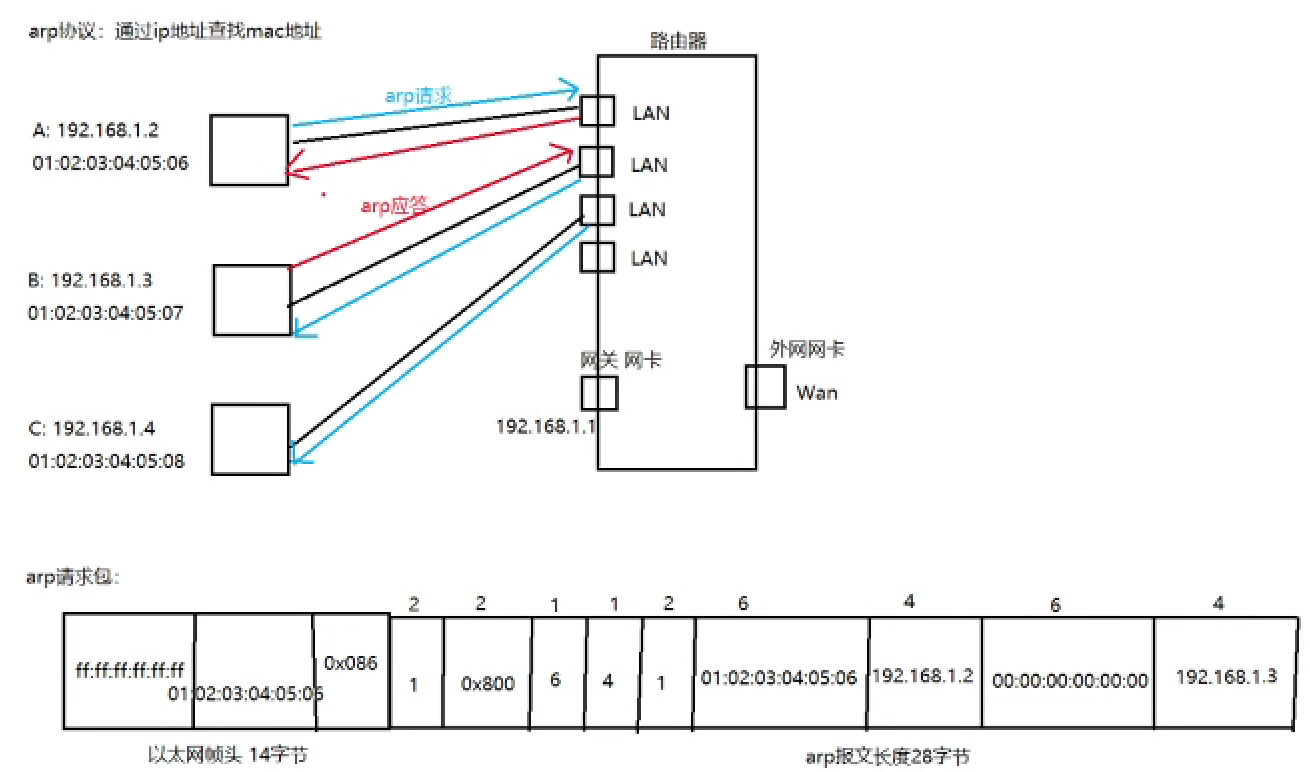 arp协议：通过ip地址查找mac地址
路由器
arp请求
LAN
A: 192.168.1.2
01:02:03:04:05:06
LAN
arp应答
LAN
LAN
B: 192.168.1.3
01:02:03:04:05:07
网关 网卡
外网网卡
Wan
192.168.1.1
C: 192.168.1.4
01:02:03:04:05:08
arp请求包：
2 2 1 1 2 6 4 6 4
ff:ff:ff:ff:ff:ff 01:02:03:04:05:06 0x086 1 0x800 6 4 1 01:02:03:04:05:06 192.168.1.2 00:00:00:00:00:00 192.168.1.3
以太网帧头 14字节
arp报文长度28字节